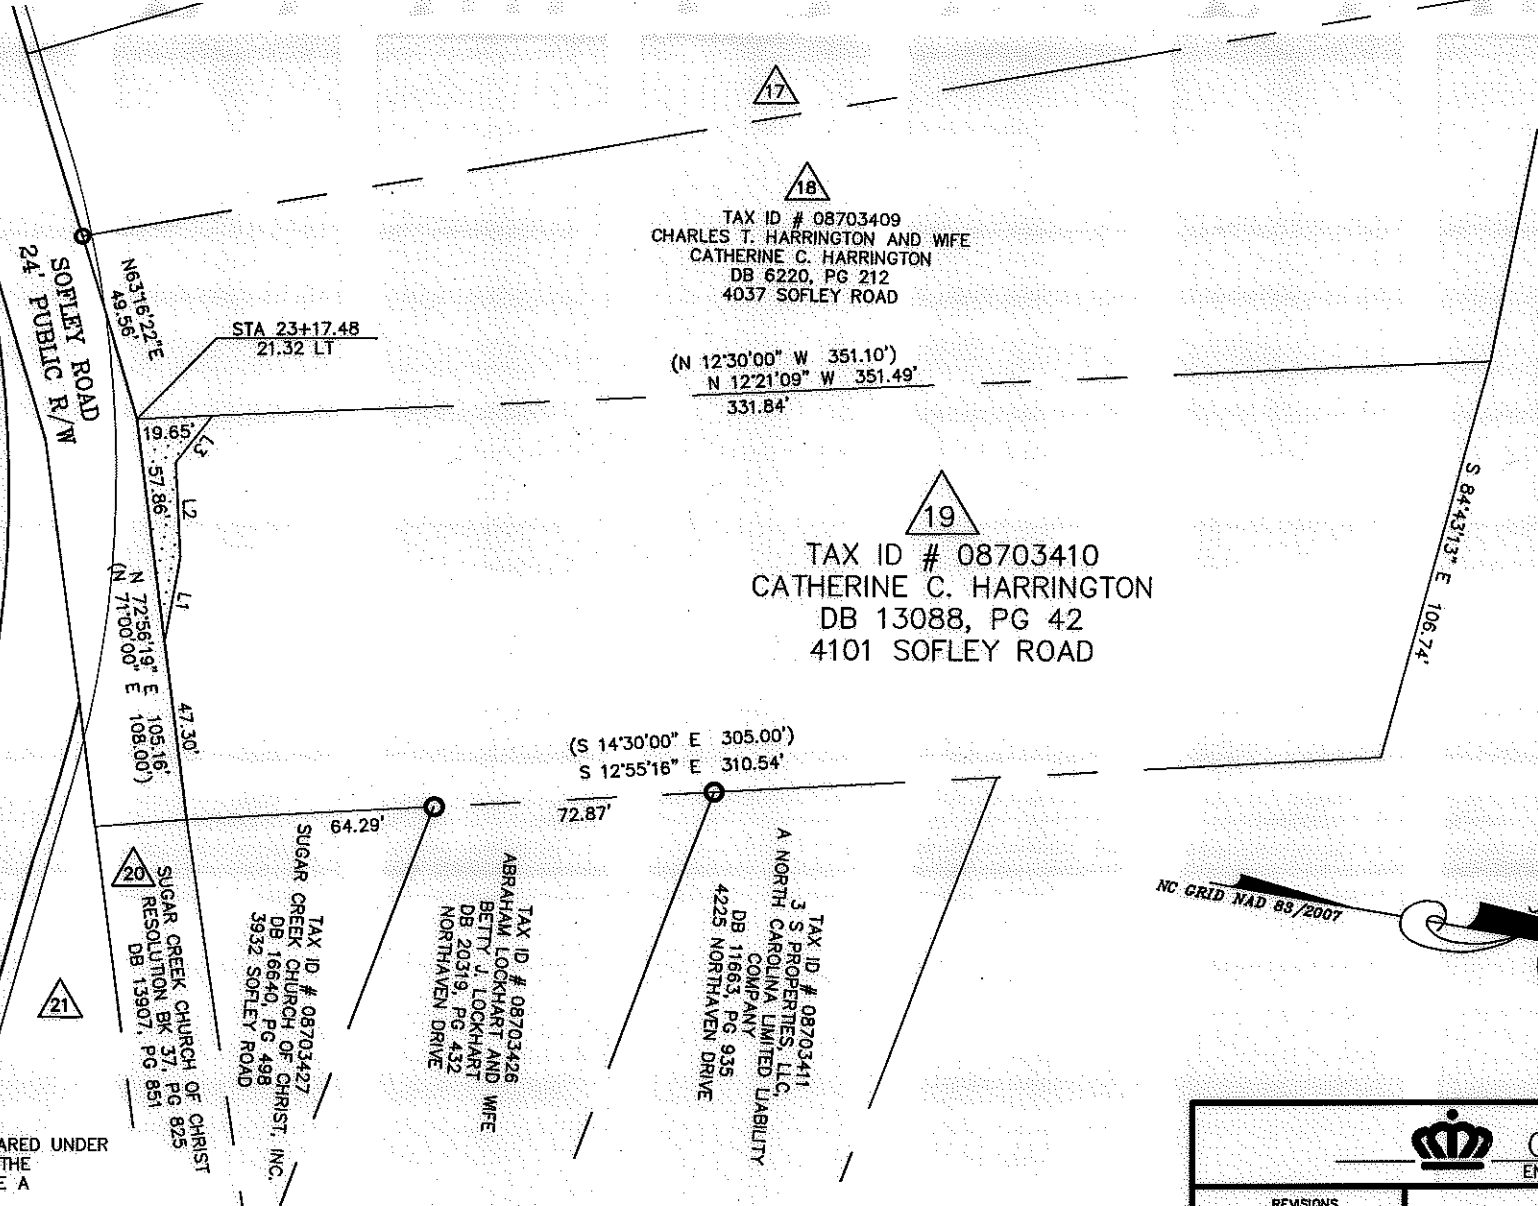 17
18
TAX ID # 08703409
CHARLES T. HARRINGTON AND WIFE
CATHERINE C. HARRINGTON
DB 6220, PG 212
4037 SOFLEY ROAD
SOFLEY ROAD
24' PUBLIC R/W
N63°16'22"E
49.56'
STA 23+17.48
21.32 LT
(N 12°30'00" W 351.10')
N 12°21'09" W 351.49'
331.84'
19.65'
L3
57.86'
L2
L1
N 72°56'19" E 105.16'
(N 71°00'00" E 108.00')
47.30'
19
TAX ID # 08703410
CATHERINE C. HARRINGTON
DB 13088, PG 42
4101 SOFLEY ROAD
S 84°43'13" E 106.74'
(S 14°30'00" E 305.00')
S 12°55'16" E 310.54'
64.29'
72.87'
20
SUGAR CREEK CHURCH OF CHRIST
RESOLUTION BK 37, PG 825
DB 13907, PG 851
21
TAX ID # 08703427
SUGAR CREEK CHURCH OF CHRIST, INC.
DB 16640, PG 498
3932 SOFLEY ROAD
TAX ID # 08703426
ABRAHAM LOCKHART AND WIFE
BETTY J. LOCKHART
DB 20319, PG 432
NORTHAVEN DRIVE
TAX ID # 08703411
3 S PROPERTIES, LLC,
A NORTH CAROLINA LIMITED LIABILITY
COMPANY
DB 11663, PG 935
4225 NORTHAVEN DRIVE
NC GRID NAD 83/2007
ARED UNDER
THE
E A
EN
REVISIONS